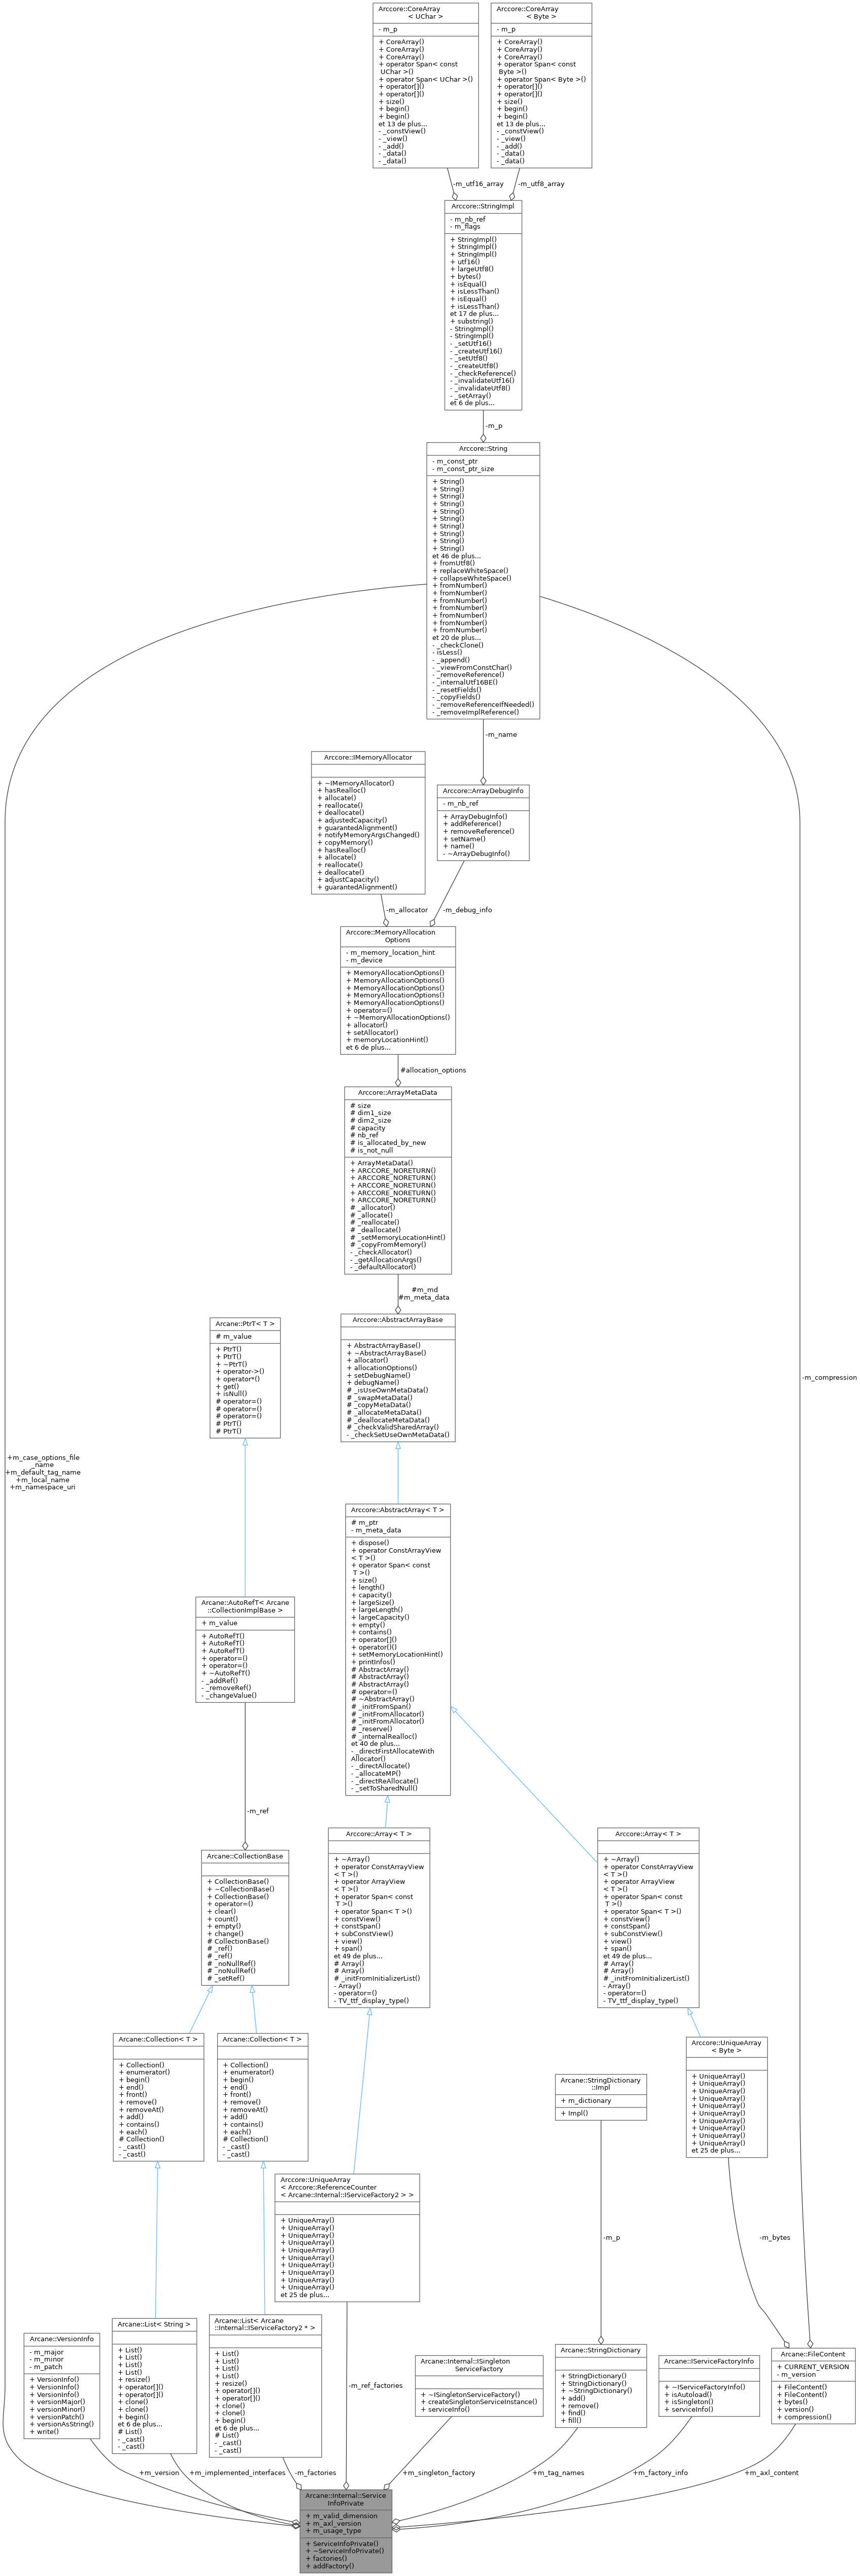 Arccore::CoreArray
< UChar >
- m_p
+ CoreArray()
+ CoreArray()
+ CoreArray()
+ operator Span< const
UChar >()
+ operator Span< UChar >()
+ operator[]()
+ operator[]()
+ size()
+ begin()
+ begin()
et 13 de plus...
- _constView()
- _view()
- _add()
- _data()
- _data()
Arccore::CoreArray
< Byte >
- m_p
+ CoreArray()
+ CoreArray()
+ CoreArray()
+ operator Span< const
Byte >()
+ operator Span< Byte >()
+ operator[]()
+ operator[]()
+ size()
+ begin()
+ begin()
et 13 de plus...
- _constView()
- _view()
- _add()
- _data()
- _data()
-m_utf16_array
-m_utf8_array
Arccore::StringImpl
- m_nb_ref
- m_flags
+ StringImpl()
+ StringImpl()
+ StringImpl()
+ utf16()
+ largeUtf8()
+ bytes()
+ isEqual()
+ isLessThan()
+ isEqual()
+ isLessThan()
et 17 de plus...
+ substring()
- StringImpl()
- StringImpl()
- _setUtf16()
- _createUtf16()
- _setUtf8()
- _createUtf8()
- _checkReference()
- _invalidateUtf16()
- _invalidateUtf8()
- _setArray()
et 6 de plus...
-m_p
Arccore::String
- m_const_ptr
- m_const_ptr_size
+ String()
+ String()
+ String()
+ String()
+ String()
+ String()
+ String()
+ String()
+ String()
+ String()
et 46 de plus...
+ fromUtf8()
+ replaceWhiteSpace()
+ collapseWhiteSpace()
+ fromNumber()
+ fromNumber()
+ fromNumber()
+ fromNumber()
+ fromNumber()
+ fromNumber()
+ fromNumber()
et 20 de plus...
- _checkClone()
- isLess()
- _append()
- _viewFromConstChar()
- _removeReference()
- _internalUtf16BE()
- _resetFields()
- _copyFields()
- _removeReferenceIfNeeded()
- _removeImplReference()
-m_name
Arccore::IMemoryAllocator
+ ~IMemoryAllocator()
+ hasRealloc()
+ allocate()
+ reallocate()
+ deallocate()
+ adjustedCapacity()
+ guarantedAlignment()
+ notifyMemoryArgsChanged()
+ copyMemory()
+ hasRealloc()
+ allocate()
+ reallocate()
+ deallocate()
+ adjustCapacity()
+ guarantedAlignment()
Arccore::ArrayDebugInfo
- m_nb_ref
+ ArrayDebugInfo()
+ addReference()
+ removeReference()
+ setName()
+ name()
- ~ArrayDebugInfo()
-m_allocator
-m_debug_info
Arccore::MemoryAllocation
Options
- m_memory_location_hint
- m_device
+ MemoryAllocationOptions()
+ MemoryAllocationOptions()
+ MemoryAllocationOptions()
+ MemoryAllocationOptions()
+ MemoryAllocationOptions()
+ operator=()
+ ~MemoryAllocationOptions()
+ allocator()
+ setAllocator()
+ memoryLocationHint()
et 6 de plus...
#allocation_options
Arccore::ArrayMetaData
# size
# dim1_size
# dim2_size
# capacity
# nb_ref
# is_allocated_by_new
# is_not_null
+ ArrayMetaData()
+ ARCCORE_NORETURN()
+ ARCCORE_NORETURN()
+ ARCCORE_NORETURN()
+ ARCCORE_NORETURN()
+ ARCCORE_NORETURN()
# _allocator()
# _allocate()
# _reallocate()
# _deallocate()
# _setMemoryLocationHint()
# _copyFromMemory()
- _checkAllocator()
- _getAllocationArgs()
- _defaultAllocator()
#m_md
#m_meta_data
Arccore::AbstractArrayBase
+ AbstractArrayBase()
+ ~AbstractArrayBase()
+ allocator()
+ allocationOptions()
+ setDebugName()
+ debugName()
# _isUseOwnMetaData()
# _swapMetaData()
# _copyMetaData()
# _allocateMetaData()
# _deallocateMetaData()
# _checkValidSharedArray()
- _checkSetUseOwnMetaData()
Arcane::PtrT< T >
# m_value
+ PtrT()
+ PtrT()
+ ~PtrT()
+ operator->()
+ operator*()
+ get()
+ isNull()
# operator=()
# operator=()
# operator=()
# PtrT()
# PtrT()
-m_compression
+m_case_options_file
_name
+m_default_tag_name
+m_local_name
+m_namespace_uri
Arccore::AbstractArray< T >
# m_ptr
- m_meta_data
+ dispose()
+ operator ConstArrayView
< T >()
+ operator Span< const
T >()
+ size()
+ length()
+ capacity()
+ largeSize()
+ largeLength()
+ largeCapacity()
+ empty()
+ contains()
+ operator[]()
+ operator()()
+ setMemoryLocationHint()
+ printInfos()
# AbstractArray()
# AbstractArray()
# AbstractArray()
# operator=()
# ~AbstractArray()
# _initFromSpan()
# _initFromAllocator()
# _initFromAllocator()
# _reserve()
# _internalRealloc()
et 40 de plus...
- _directFirstAllocateWith
Allocator()
- _directAllocate()
- _allocateMP()
- _directReAllocate()
- _setToSharedNull()
Arcane::AutoRefT< Arcane
::CollectionImplBase >
+ m_value
+ AutoRefT()
+ AutoRefT()
+ AutoRefT()
+ operator=()
+ operator=()
+ ~AutoRefT()
- _addRef()
- _removeRef()
- _changeValue()
-m_ref
Arcane::CollectionBase
+ CollectionBase()
+ ~CollectionBase()
+ CollectionBase()
+ operator=()
+ clear()
+ count()
+ empty()
+ change()
# CollectionBase()
# _ref()
# _ref()
# _noNullRef()
# _noNullRef()
# _setRef()
Arccore::Array< T >
+ ~Array()
+ operator ConstArrayView
< T >()
+ operator ArrayView
< T >()
+ operator Span< const
T >()
+ operator Span< T >()
+ constView()
+ constSpan()
+ subConstView()
+ view()
+ span()
et 49 de plus...
# Array()
# Array()
# _initFromInitializerList()
- Array()
- operator=()
- TV_ttf_display_type()
Arccore::Array< T >
+ ~Array()
+ operator ConstArrayView
< T >()
+ operator ArrayView
< T >()
+ operator Span< const
T >()
+ operator Span< T >()
+ constView()
+ constSpan()
+ subConstView()
+ view()
+ span()
et 49 de plus...
# Array()
# Array()
# _initFromInitializerList()
- Array()
- operator=()
- TV_ttf_display_type()
Arcane::Collection< T >
+ Collection()
+ enumerator()
+ begin()
+ end()
+ front()
+ remove()
+ removeAt()
+ add()
+ contains()
+ each()
# Collection()
- _cast()
- _cast()
Arcane::Collection< T >
+ Collection()
+ enumerator()
+ begin()
+ end()
+ front()
+ remove()
+ removeAt()
+ add()
+ contains()
+ each()
# Collection()
- _cast()
- _cast()
Arccore::UniqueArray
< Byte >
+ UniqueArray()
+ UniqueArray()
+ UniqueArray()
+ UniqueArray()
+ UniqueArray()
+ UniqueArray()
+ UniqueArray()
+ UniqueArray()
+ UniqueArray()
+ UniqueArray()
et 25 de plus...
Arcane::StringDictionary
::Impl
+ m_dictionary
+ Impl()
Arccore::UniqueArray
< Arccore::ReferenceCounter
< Arcane::Internal::IServiceFactory2 > >
+ UniqueArray()
+ UniqueArray()
+ UniqueArray()
+ UniqueArray()
+ UniqueArray()
+ UniqueArray()
+ UniqueArray()
+ UniqueArray()
+ UniqueArray()
+ UniqueArray()
et 25 de plus...
-m_p
-m_bytes
Arcane::VersionInfo
- m_major
- m_minor
- m_patch
+ VersionInfo()
+ VersionInfo()
+ VersionInfo()
+ versionMajor()
+ versionMinor()
+ versionPatch()
+ versionAsString()
+ write()
Arcane::List< String >
+ List()
+ List()
+ List()
+ List()
+ resize()
+ operator[]()
+ operator[]()
+ clone()
+ clone()
+ begin()
et 6 de plus...
# List()
- _cast()
- _cast()
Arcane::List< Arcane
::Internal::IServiceFactory2 * >
+ List()
+ List()
+ List()
+ List()
+ resize()
+ operator[]()
+ operator[]()
+ clone()
+ clone()
+ begin()
et 6 de plus...
# List()
- _cast()
- _cast()
-m_ref_factories
Arcane::Internal::ISingleton
ServiceFactory
+ ~ISingletonServiceFactory()
+ createSingletonServiceInstance()
+ serviceInfo()
Arcane::StringDictionary
+ StringDictionary()
+ StringDictionary()
+ ~StringDictionary()
+ add()
+ remove()
+ find()
+ fill()
Arcane::IServiceFactoryInfo
+ ~IServiceFactoryInfo()
+ isAutoload()
+ isSingleton()
+ serviceInfo()
Arcane::FileContent
+ CURRENT_VERSION
- m_version
+ FileContent()
+ FileContent()
+ bytes()
+ version()
+ compression()
+m_version
+m_implemented_interfaces
-m_factories
+m_singleton_factory
+m_tag_names
+m_factory_info
+m_axl_content
Arcane::Internal::Service
InfoPrivate
+ m_valid_dimension
+ m_axl_version
+ m_usage_type
+ ServiceInfoPrivate()
+ ~ServiceInfoPrivate()
+ factories()
+ addFactory()